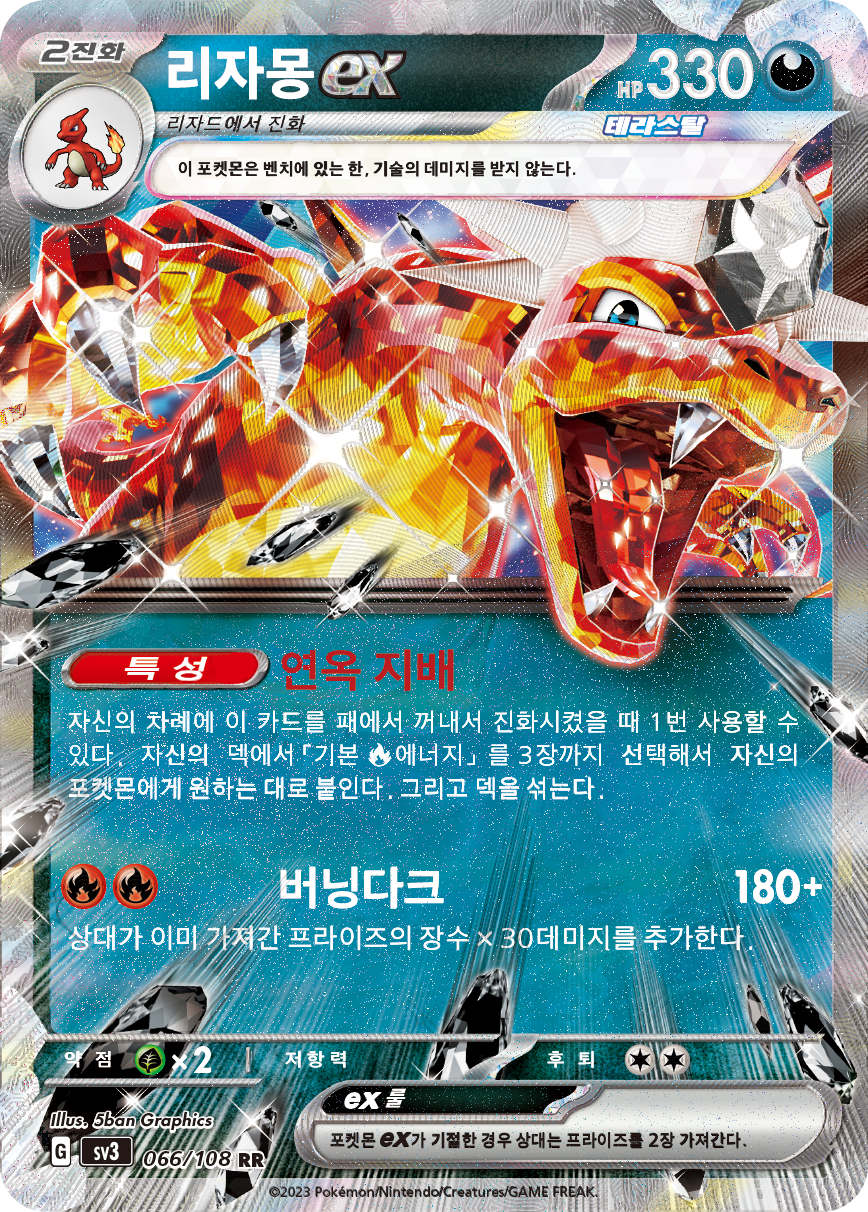 2진화
리자몽 ex
HP 330
리자드에서 진화
테라스탈
이 포켓몬은 벤치에 있는 한, 기술의 데미지를 받지 않는다.
특성 연옥 지배
자신의 차례에 이 카드를 패에서 꺼내서 진화시켰을 때 1번 사용할 수
있다. 자신의 덱에서 「기본 에너지」를 3장까지 선택해서 자신의
포켓몬에게 원하는 대로 붙인다. 그리고 덱을 섞는다.
버닝다크 180+
상대가 이미 가져간 프라이즈의 장수 × 30데미지를 추가한다.
약점 ×2 저항력 후퇴
ex 룰
포켓몬 ex가 기절한 경우 상대는 프라이즈를 2장 가져간다.
Illus. 5ban Graphics
G sv3 066/108 RR
©2023 Pokémon/Nintendo/Creatures/GAME FREAK.